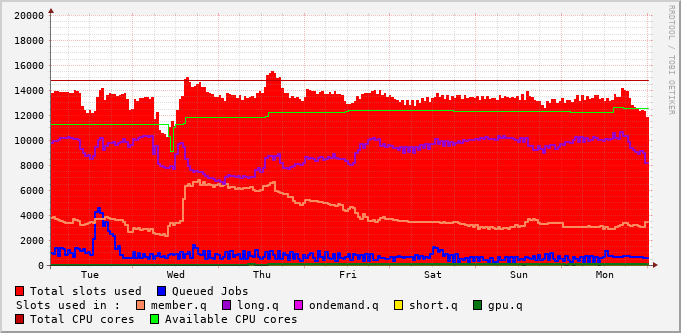 20000
18000
16000
14000
12000
10000
8000
6000
4000
2000
0
Tue Wed Thu Fri Sat Sun Mon
RRDTOOL / TOBI OETIKER
Total slots used Queued Jobs
Slots used in : member.q long.q ondemand.q short.q gpu.q
Total CPU cores Available CPU cores